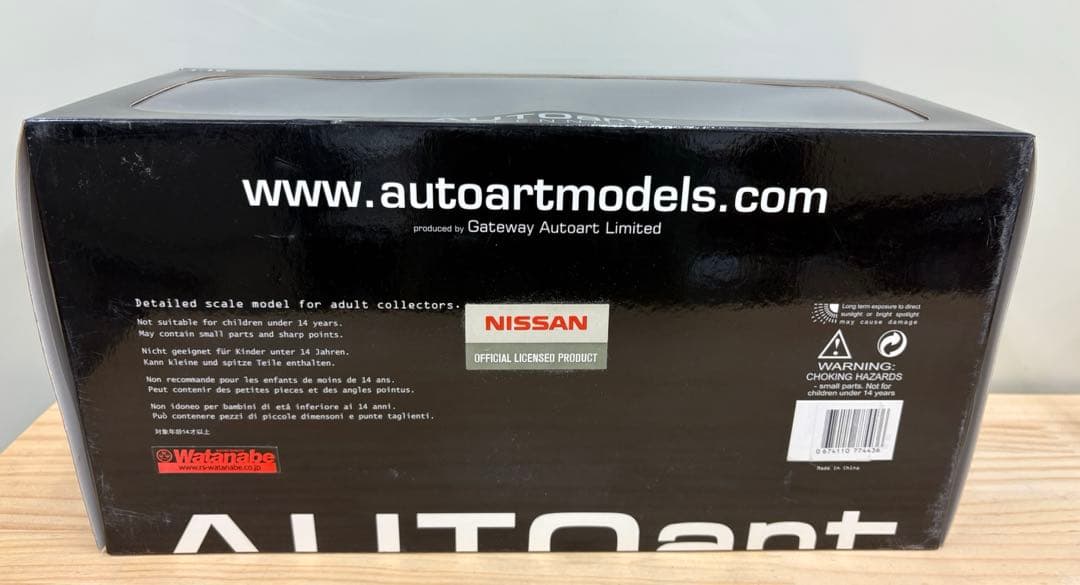 www.autoartmodels.com
produced by Gateway Autoart Limited
Detailed scale model for adult collectors.
Not suitable for children under 14 years.
May contain small parts and sharp points.
Nicht geeignet für Kinder unter 14 Jahren.
Kann kleine und spitze Teile enthalten.
Non recommande pour les enfants de moins de 14 ans.
Peut contenir des petites pieces et des angles pointus.
Non idoneo per bambini di età inferiore ai 14 anni.
Può contenere pezzi di piccole dimensoni e punte taglienti.
対象年齢14才以上
Watanabe
www.rs-watanabe.co.jp
NISSAN
OFFICIAL LICENSED PRODUCT
Long term exposure to direct
sunlight or bright spotlight
may cause damage
WARNING:
CHOKING HAZARDS
- small parts. Not for
children under 14 years
0 674110 774436
Made in China
AUTOart